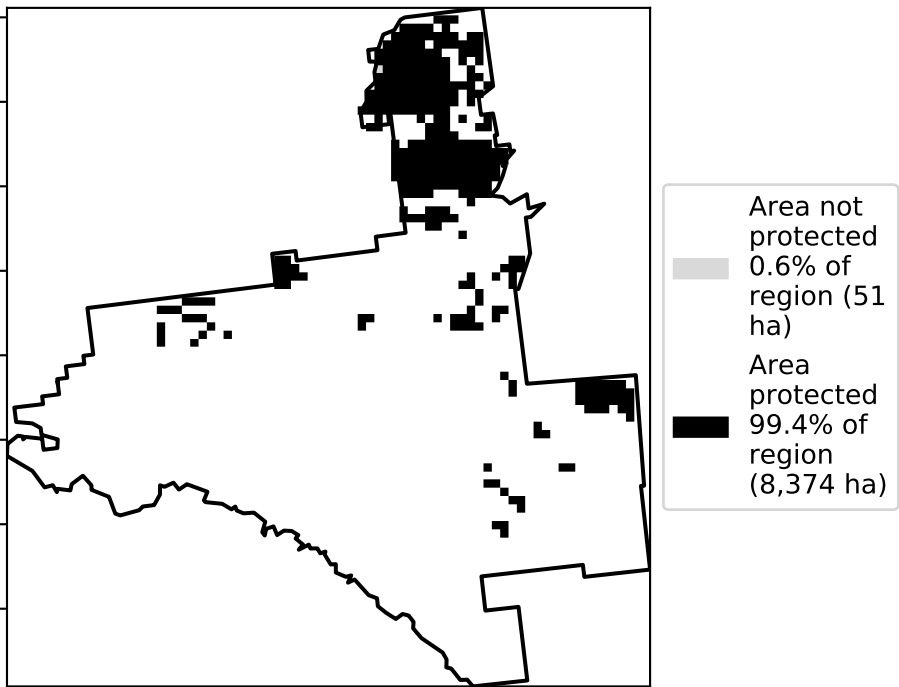 Area not
protected
0.6% of
region (51
ha)
Area
protected
99.4% of
region
(8,374 ha)